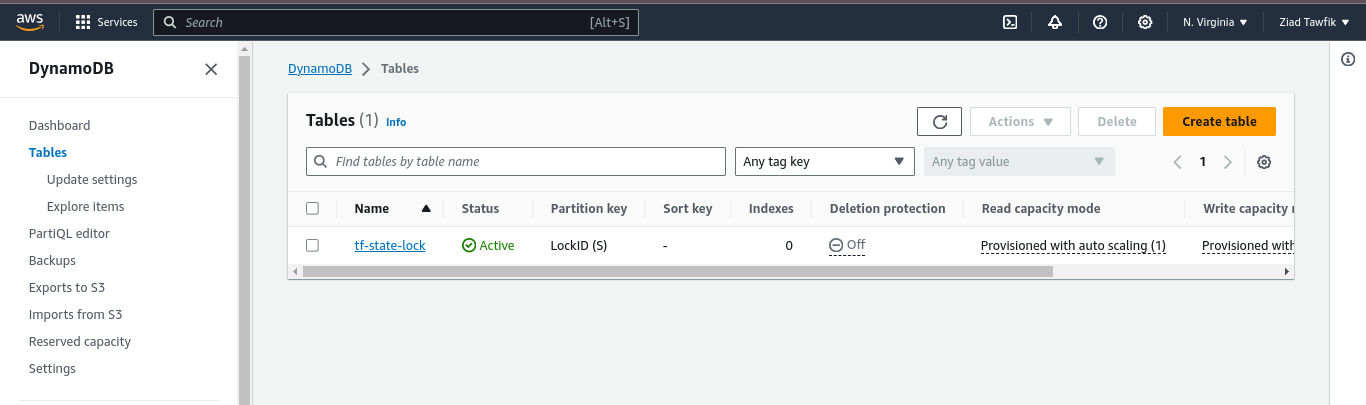 aws
Services
Search
[Alt+S]
N. Virginia
Ziad Tawfik
DynamoDB
Dashboard
Tables
Update settings
Explore items
PartiQL editor
Backups
Exports to S3
Imports from S3
Reserved capacity
Settings
DynamoDB
Tables
Tables (1) Info
Actions
Delete
Create table
Find tables by table name
Any tag key
Any tag value
1
Name Status Partition key Sort key Indexes Deletion protection Read capacity mode Write capacity
tf-state-lock Active LockID (S) - 0 Off Provisioned with auto scaling (1) Provisioned with